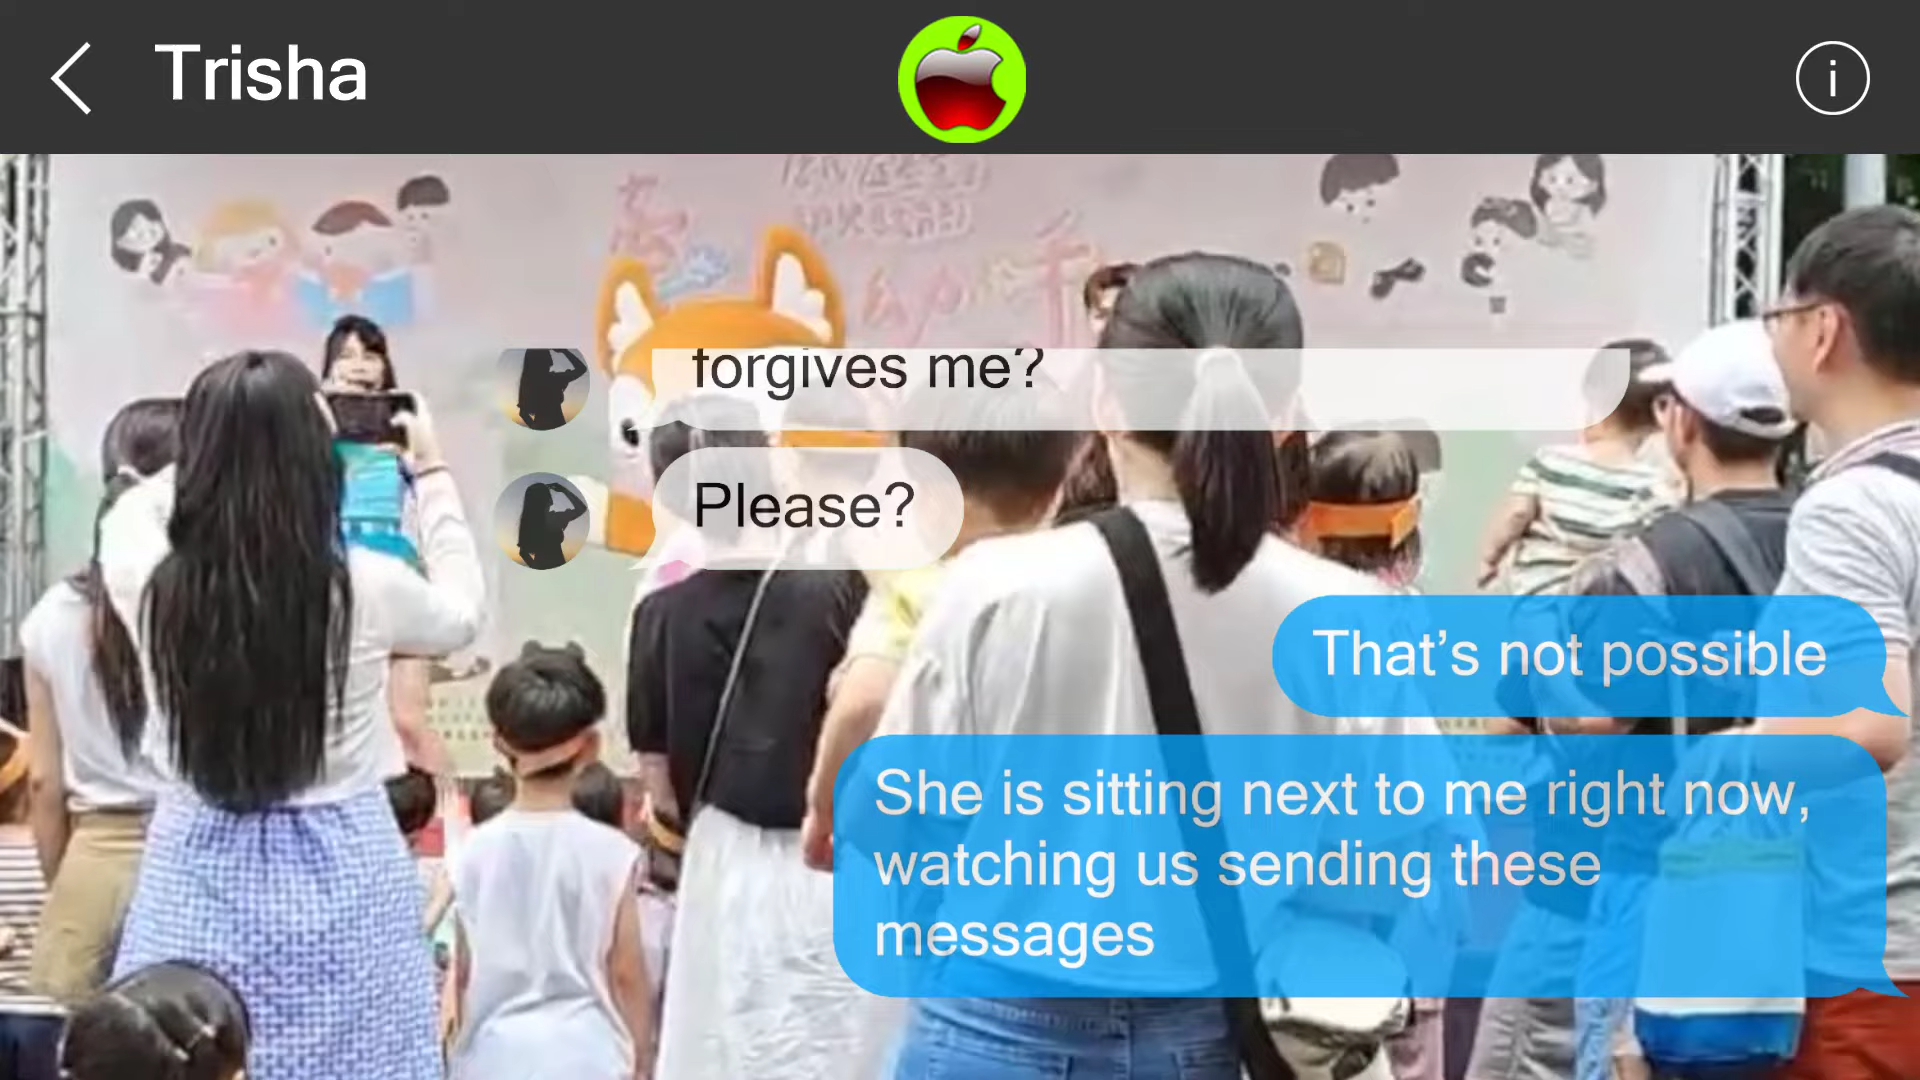 Trisha
i
forgives me?
Please?
That’s not possible
She is sitting next to me right now,
watching us sending these
messages